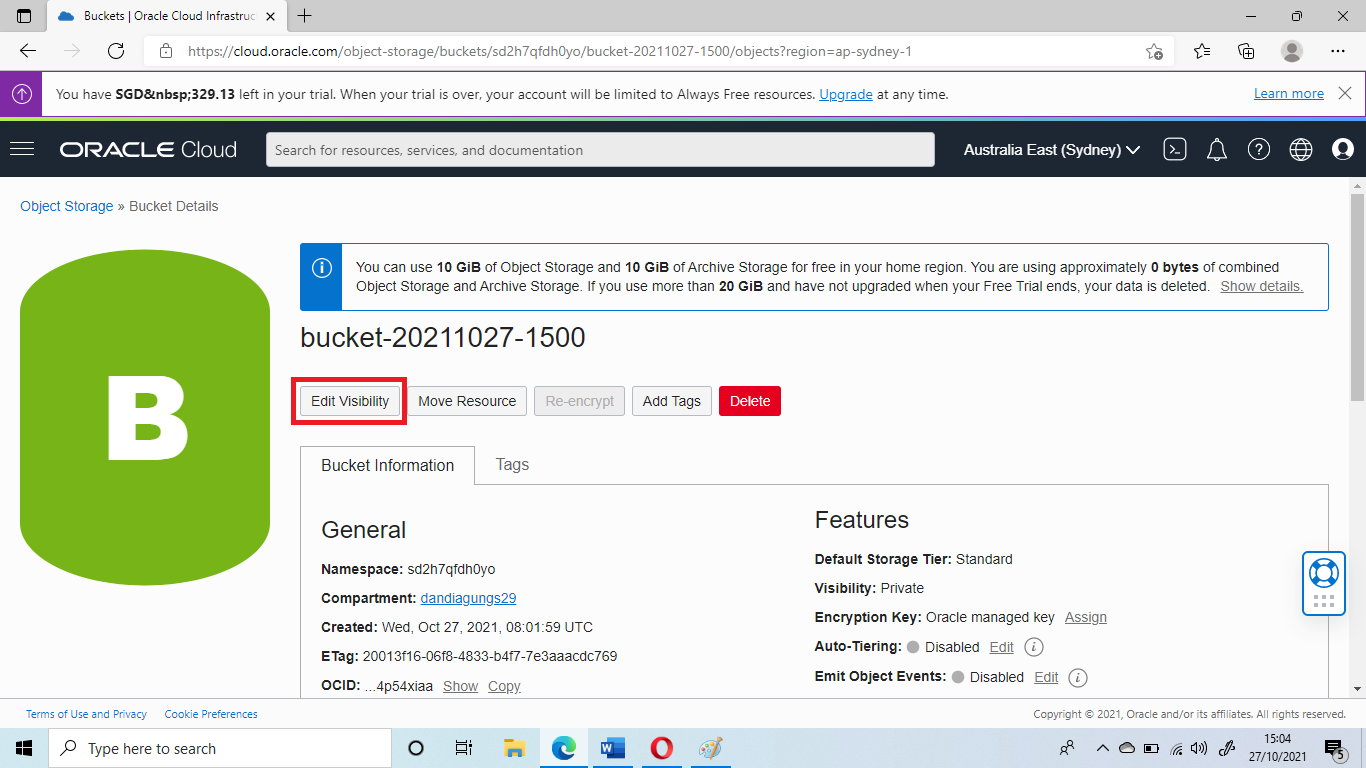 Buckets | Oracle Cloud Infrastruc
https://cloud.oracle.com/object-storage/buckets/sd2h7qfdh0yo/bucket-20211027-1500/objects?region=ap-sydney-1
You have SGD&nbsp;329.13 left in your trial. When your trial is over, your account will be limited to Always Free resources. Upgrade at any time.
Learn more
ORACLE Cloud
Search for resources, services, and documentation
Australia East (Sydney)
Object Storage » Bucket Details
B
You can use 10 GiB of Object Storage and 10 GiB of Archive Storage for free in your home region. You are using approximately 0 bytes of combined
Object Storage and Archive Storage. If you use more than 20 GiB and have not upgraded when your Free Trial ends, your data is deleted. Show details.
bucket-20211027-1500
Edit Visibility
Move Resource
Re-encrypt
Add Tags
Delete
Bucket Information
Tags
General
Namespace: sd2h7qfdh0yo
Compartment: dandiagungs29
Created: Wed, Oct 27, 2021, 08:01:59 UTC
ETag: 20013f16-06f8-4833-b4f7-7e3aaacdc769
OCID: ...4p54xiaa Show Copy
Features
Default Storage Tier: Standard
Visibility: Private
Encryption Key: Oracle managed key Assign
Auto-Tiering: Disabled Edit
Emit Object Events: Disabled Edit
Terms of Use and Privacy
Cookie Preferences
Copyright © 2021, Oracle and/or its affiliates. All rights reserved.
Type here to search
15:04
27/10/2021
5